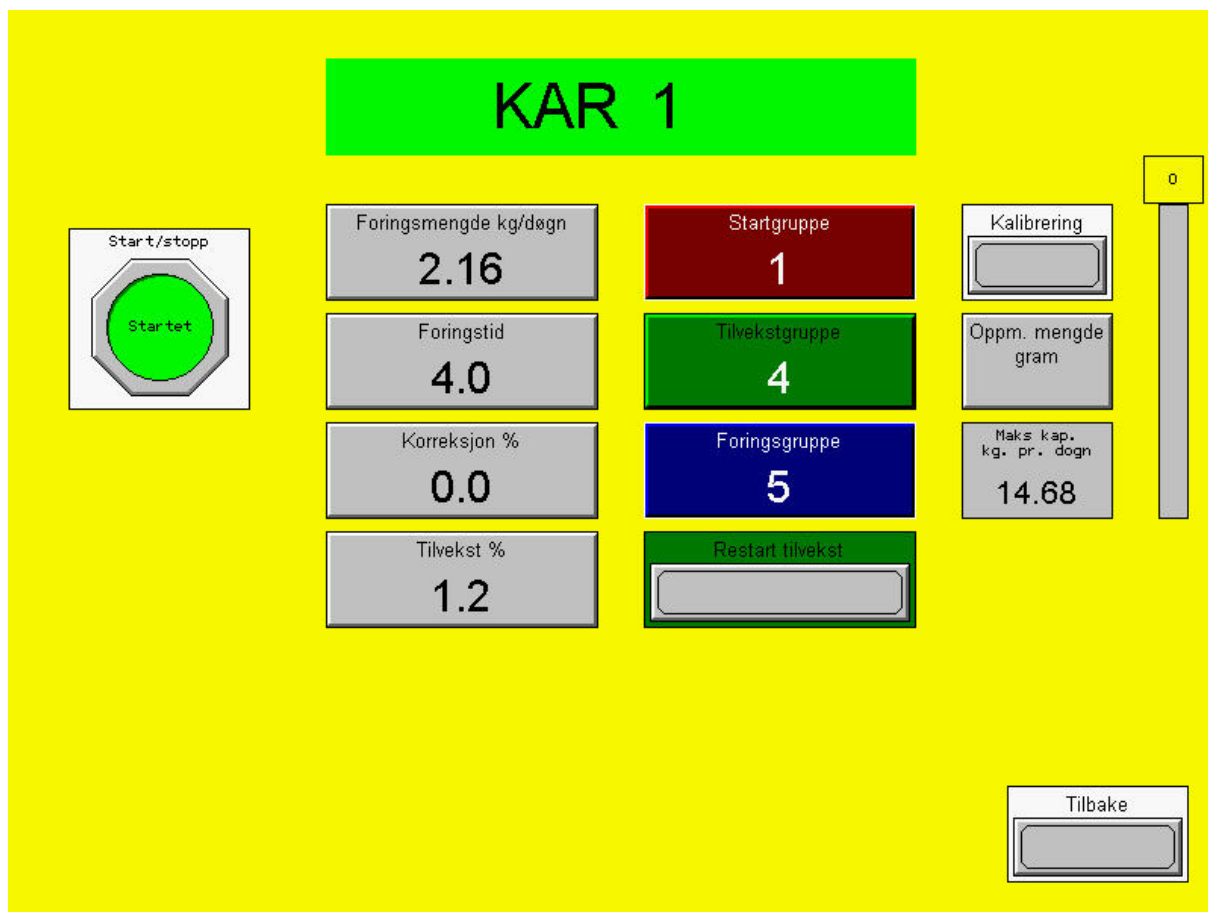 KAR 1
0
Start/stopp
Startet
Foringsmengde kg/døgn
2.16
Foringstid
4.0
Korreksjon %
0.0
Tilvekst %
1.2
Startgruppe
1
Tilvekstgruppe
4
Foringsgruppe
5
Restart tilvekst
Kalibrering
Oppm. mengde
gram
Maks kap.
kg. pr. dogn
14.68
Tilbake